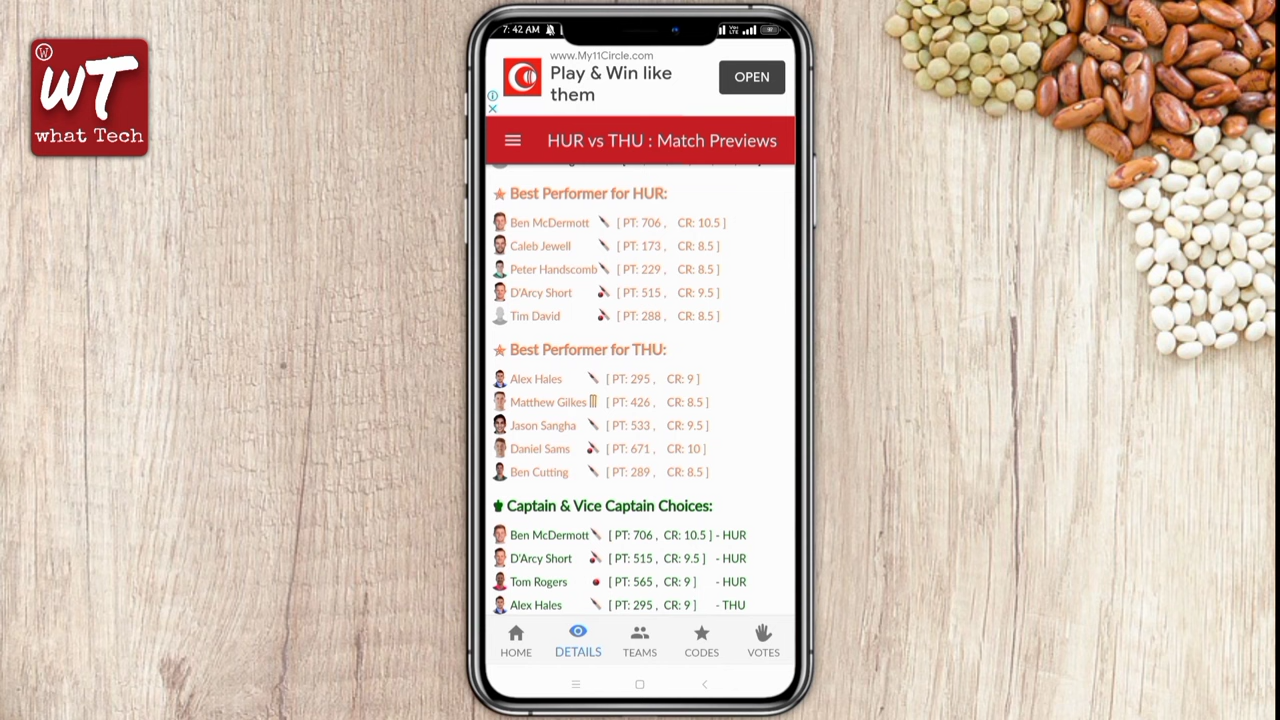 W
WT
what Tech
7:42 AM
www.My11Circle.com
Play & Win like
them
OPEN
HUR vs THU : Match Previews
Best Performer for HUR:
Ben McDermott [ PT: 706 , CR: 10.5 ]
Caleb Jewell [ PT: 173 , CR: 8.5 ]
Peter Handscomb [ PT: 229 , CR: 8.5 ]
D'Arcy Short [ PT: 515 , CR: 9.5 ]
Tim David [ PT: 288 , CR: 8.5 ]
Best Performer for THU:
Alex Hales [ PT: 295 , CR: 9 ]
Matthew Gilkes [ PT: 426 , CR: 8.5 ]
Jason Sangha [ PT: 533 , CR: 9.5 ]
Daniel Sams [ PT: 671 , CR: 10 ]
Ben Cutting [ PT: 289 , CR: 8.5 ]
Captain & Vice Captain Choices:
Ben McDermott [ PT: 706 , CR: 10.5 ] - HUR
D'Arcy Short [ PT: 515 , CR: 9.5 ] - HUR
Tom Rogers [ PT: 565 , CR: 9 ] - HUR
Alex Hales [ PT: 295 , CR: 9 ] - THU
HOME DETAILS TEAMS CODES VOTES